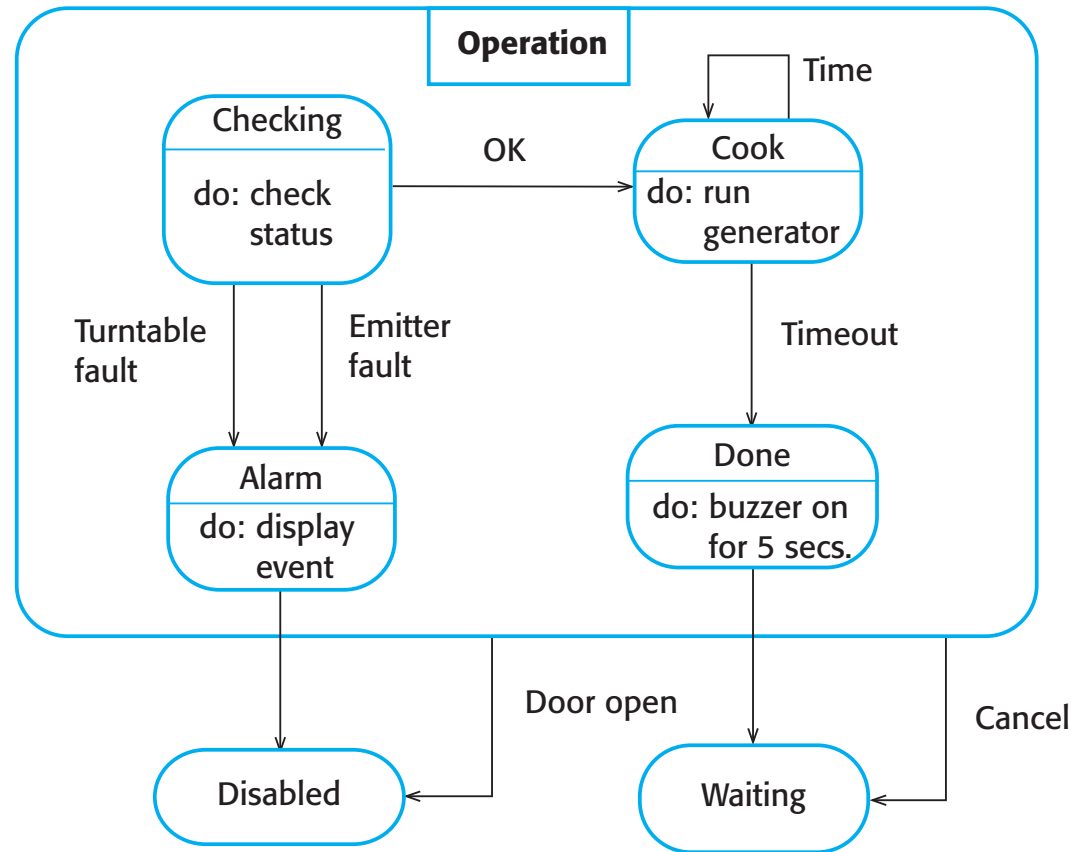 Operation
Time
Checking
do: check
status
OK
Cook
do: run
generator
Turntable
fault
Emitter
fault
Timeout
Alarm
do: display
event
Done
do: buzzer on
for 5 secs.
Door open
Cancel
Disabled
Waiting